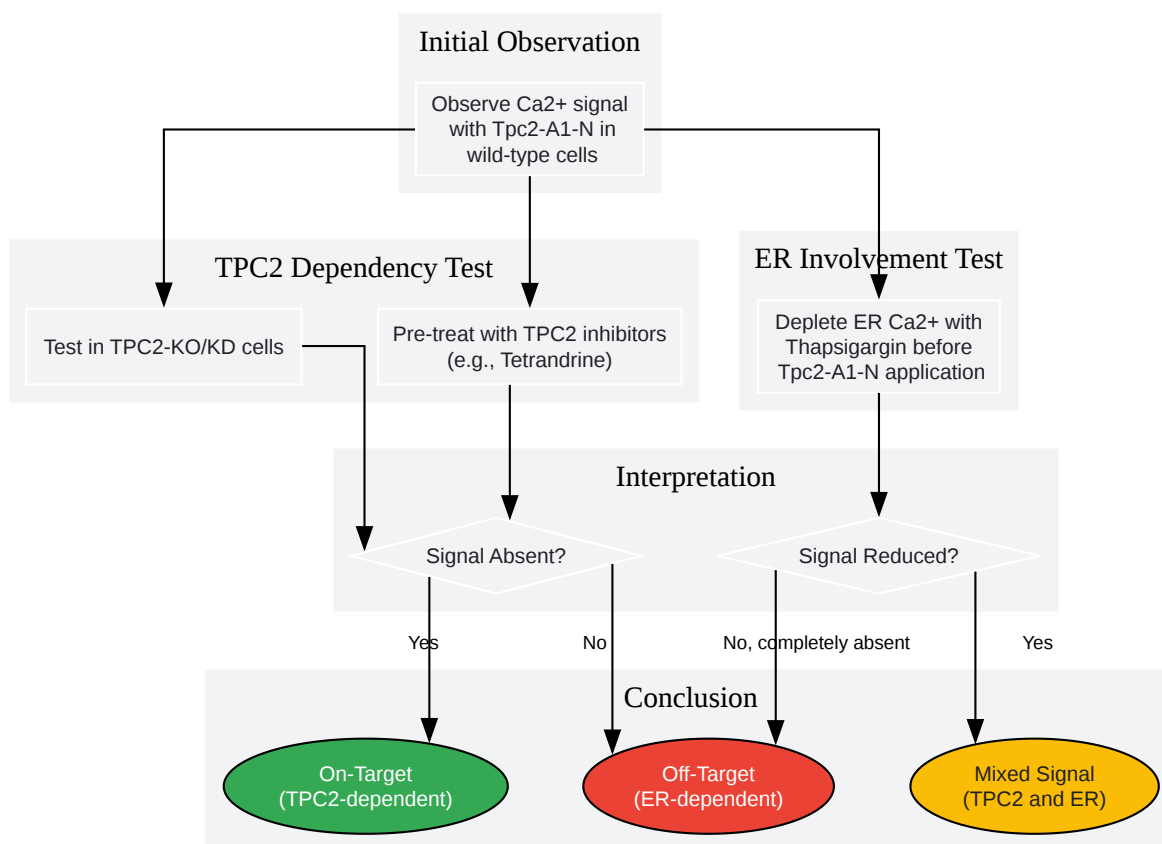 Initial Observation
Observe Ca2+ signal
with Tpc2-A1-N in
wild-type cells
TPC2 Dependency Test
ER Involvement Test
Test in TPC2-KO/KD cells
Pre-treat with TPC2 inhibitors
(e.g., Tetrandrine)
Deplete ER Ca2+ with
Thapsigargin before
Tpc2-A1-N application
Interpretation
Signal Absent?
Signal Reduced?
Yes
No
No, completely absent
Yes
Conclusion
On-Target
(TPC2-dependent)
Off-Target
(ER-dependent)
Mixed Signal
(TPC2 and ER)